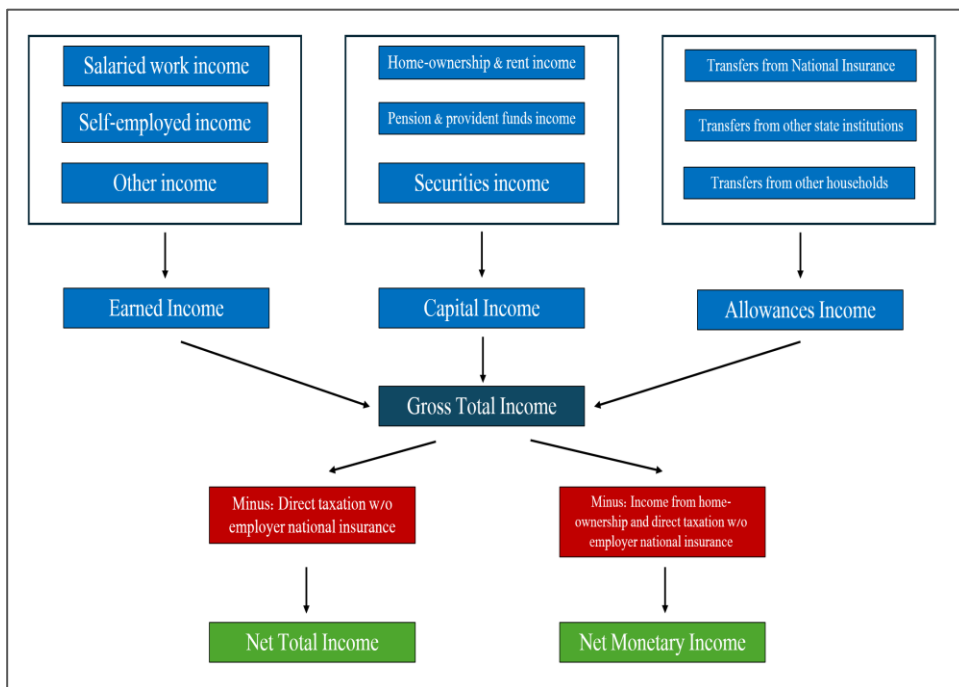 Salaried work income
Self-employed income
Other income
Home-ownership & rent income
Pension & provident funds income
Securities income
Transfers from National Insurance
Transfers from other state institutions
Transfers from other households
Earned Income
Capital Income
Allowances Income
Gross Total Income
Minus: Direct taxation w/o
employer national insurance
Minus: Income from home-
ownership and direct taxation w/o
employer national insurance
Net Total Income
Net Monetary Income